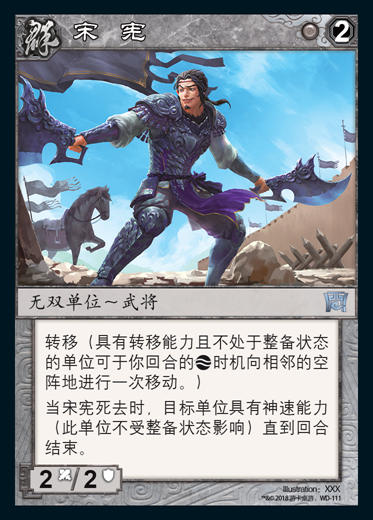 群 宋宪 2
无双单位～武将
转移（具有转移能力且不处于整备状态
的单位可于你回合的时机向相邻的空
阵地进行一次移动。）
当宋宪死去时，目标单位具有神速能力
（此单位不受整备状态影响）直到回合
结束。
2/2
Illustration: XXX
™&©2018.游卡桌游. WD-111